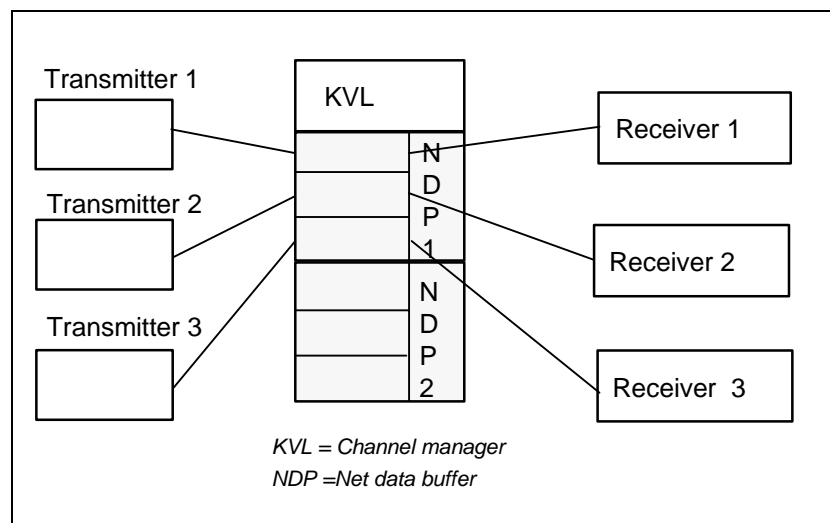 Transmitter 1
KVL
Receiver 1
N
D
P
1
Transmitter 2
Receiver 2
Transmitter 3
N
D
P
2
Receiver 3
KVL = Channel manager
NDP =Net data buffer